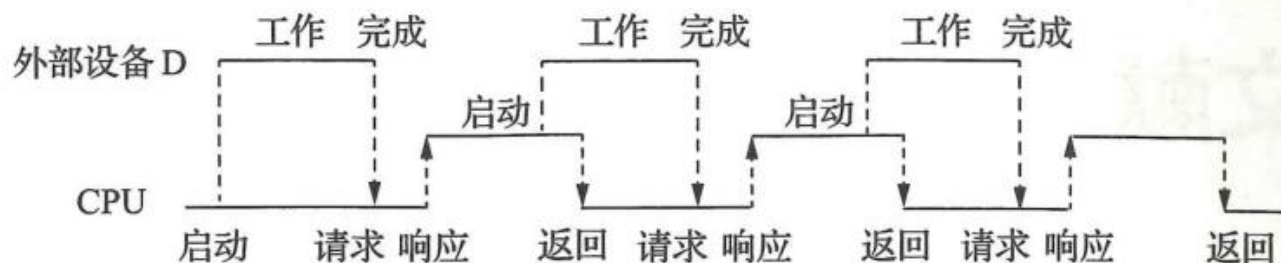 工作 完成 工作 完成 工作 完成
外部设备 D
启动 启动
CPU
启动 请求 响应 返回 请求 响应 返回 请求 响应 返回